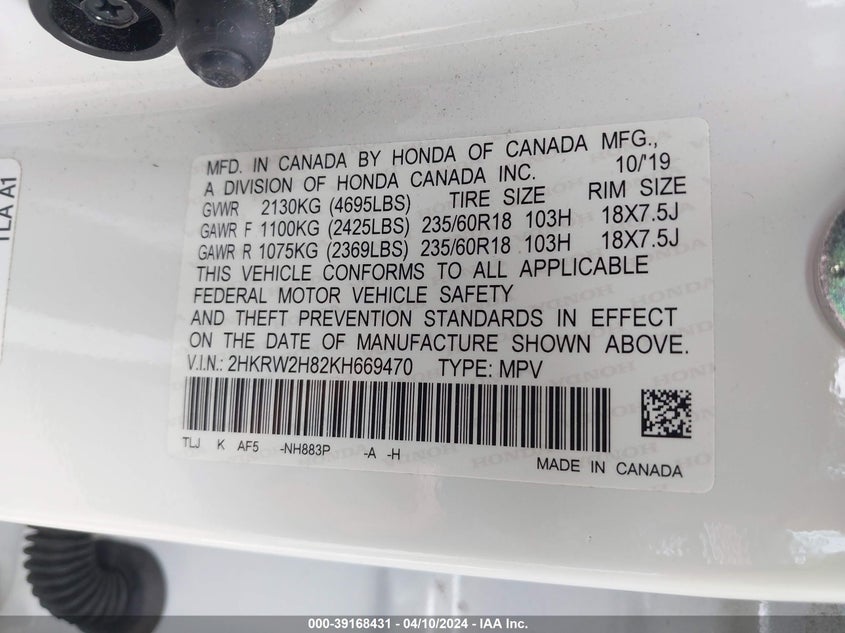 TLA A1
MFD. IN CANADA BY HONDA OF CANADA MFG.,
A DIVISION OF HONDA CANADA INC. 10/'19
GVWR 2130KG (4695LBS) TIRE SIZE RIM SIZE
GAWR F 1100KG (2425LBS) 235/60R18 103H 18X7.5J
GAWR R 1075KG (2369LBS) 235/60R18 103H 18X7.5J
THIS VEHICLE CONFORMS TO ALL APPLICABLE
FEDERAL MOTOR VEHICLE SAFETY
AND THEFT PREVENTION STANDARDS IN EFFECT
ON THE DATE OF MANUFACTURE SHOWN ABOVE.
V.I.N.: 2HKRW2H82KH669470 TYPE: MPV
TLJ K AF5 -NH883P -A -H
MADE IN CANADA
000-39168431 - 04/10/2024 - IAA Inc.